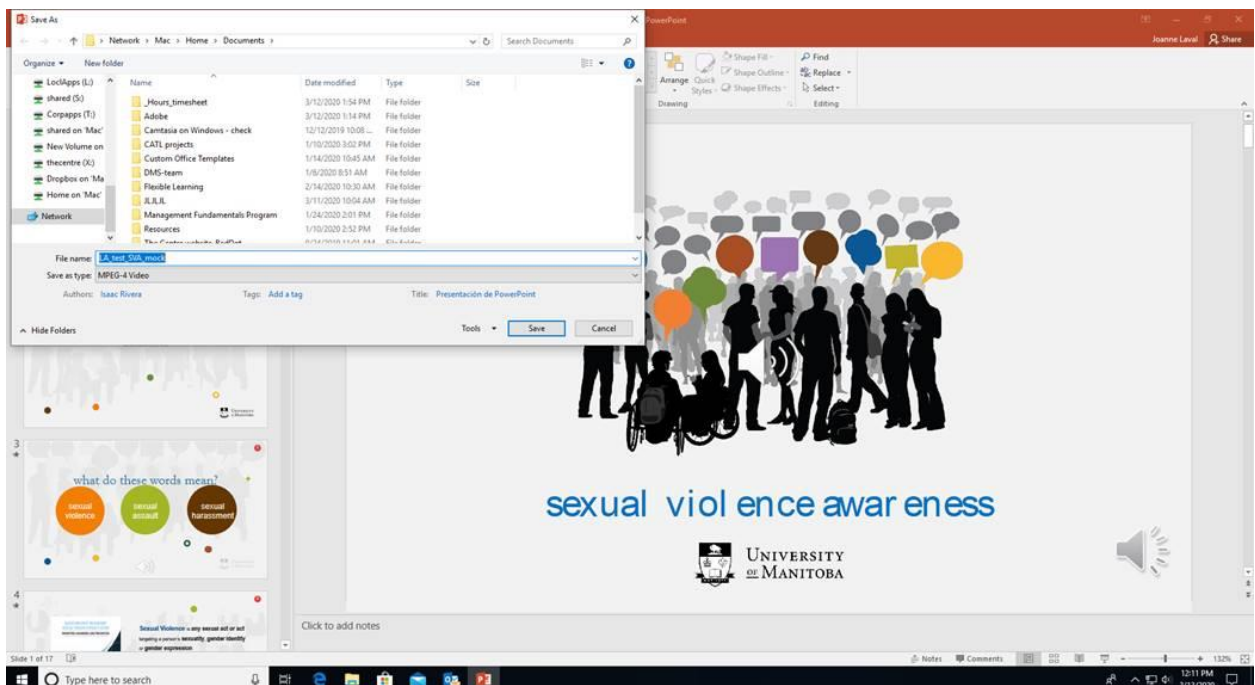 Save As
PowerPoint
Joanne Laval Share
Network › Mac › Home › Documents ›
Search Documents
Organize New folder
Name Date modified Type Size
LoclApps (L:)
shared (S:)
Corpapps (T:)
shared on 'Mac'
New Volume on
thecentre (X:)
Dropbox on 'Ma
Home on 'Mac'
Network
_Hours_timesheet 3/12/2020 1:54 PM File folder
Adobe 3/12/2020 1:14 PM File folder
Camtasia on Windows - check 12/12/2019 10:08 ... File folder
CATL projects 1/10/2020 3:02 PM File folder
Custom Office Templates 1/14/2020 10:45 AM File folder
DMS-team 1/8/2020 8:51 AM File folder
Flexible Learning 2/14/2020 10:30 AM File folder
JLJLJL 3/11/2020 10:04 AM File folder
Management Fundamentals Program 1/24/2020 2:01 PM File folder
Resources 1/10/2020 2:52 PM File folder
File name: LA_test_SVA_mock
Save as type: MPEG-4 Video
Authors: Isaac Rivera Tags: Add a tag Title: Presentación de PowerPoint
Hide Folders Tools Save Cancel
Arrange Quick Styles
Shape Fill
Shape Outline
Shape Effects
Drawing
Find
Replace
Select
Editing
3
what do these words mean?
sexual violence
sexual assault
sexual harassment
4
Sexual Violence is any sexual act or act
targeting a person's sexuality, gender identity
or gender expression
sexual viol ence awar eness
UNIVERSITY
OF MANITOBA
Click to add notes
Slide 1 of 17
Notes Comments 132%
Type here to search
12:11 PM